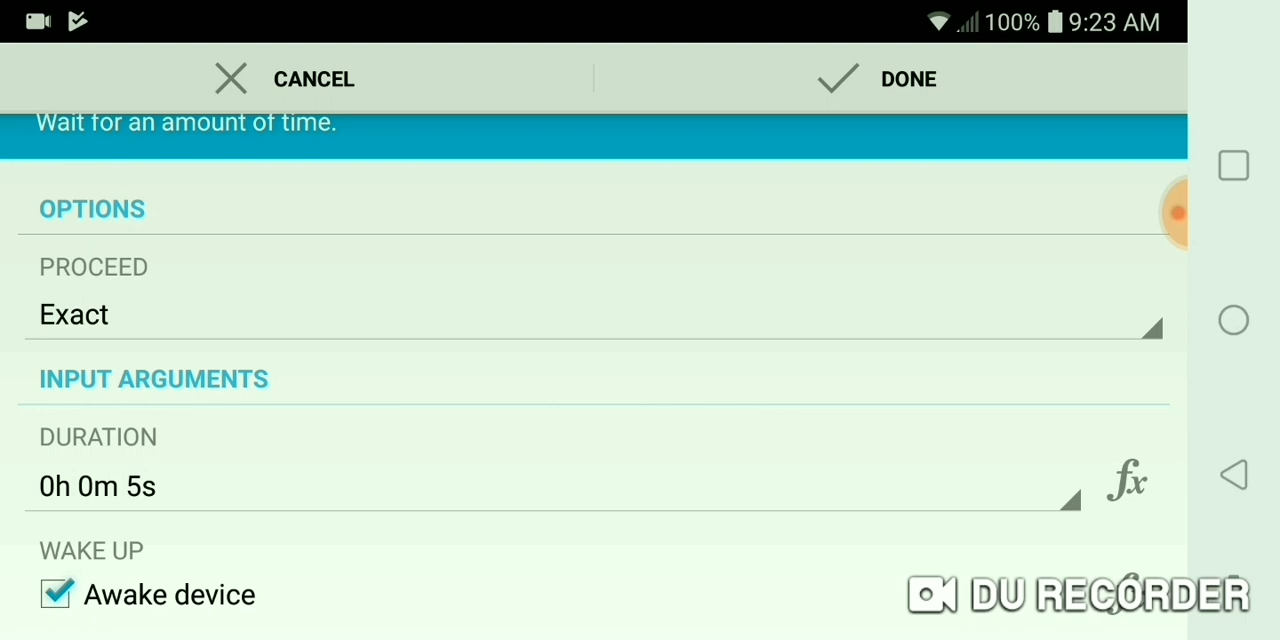 100% 9:23 AM
CANCEL DONE
Wait for an amount of time.
OPTIONS
PROCEED
Exact
INPUT ARGUMENTS
DURATION
0h 0m 5s fx
WAKE UP
Awake device
DU RECORDER